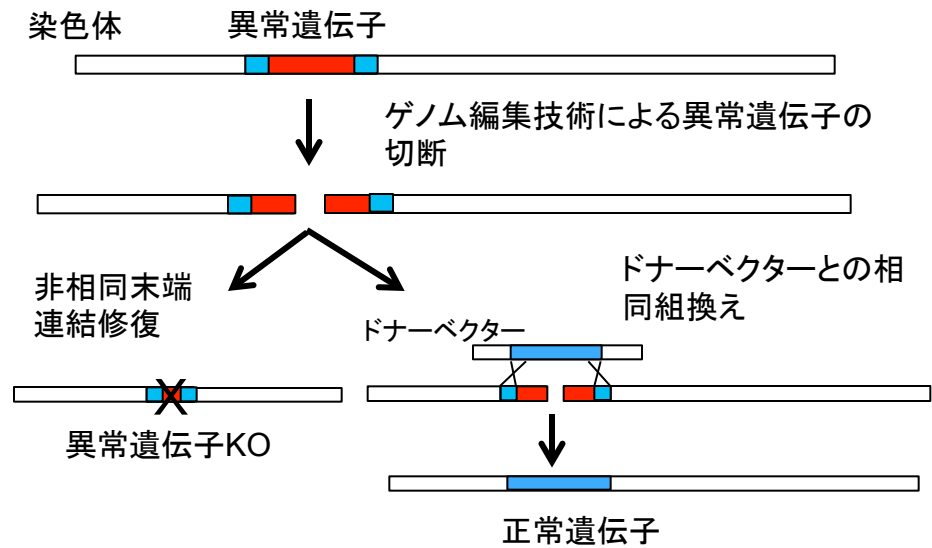 染色体
異常遺伝子
ゲノム編集技術による異常遺伝子の
切断
非相同末端
連結修復
ドナーベクターとの相
同組換え
ドナーベクター
異常遺伝子KO
正常遺伝子